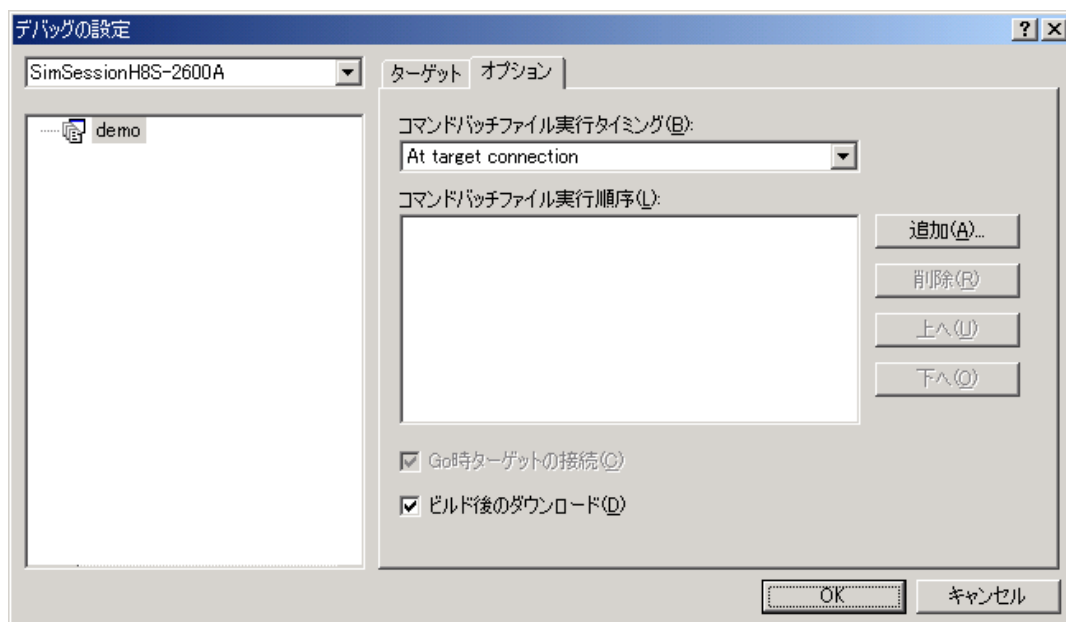 デバッグの設定
SimSessionH8S-2600A
demo
ターゲット オプション
コマンドバッチファイル実行タイミング(B):
At target connection
コマンドバッチファイル実行順序(L):
追加(A)...
削除(R)
上へ(U)
下へ(O)
Go時ターゲットの接続(C)
ビルド後のダウンロード(D)
OK キャンセル